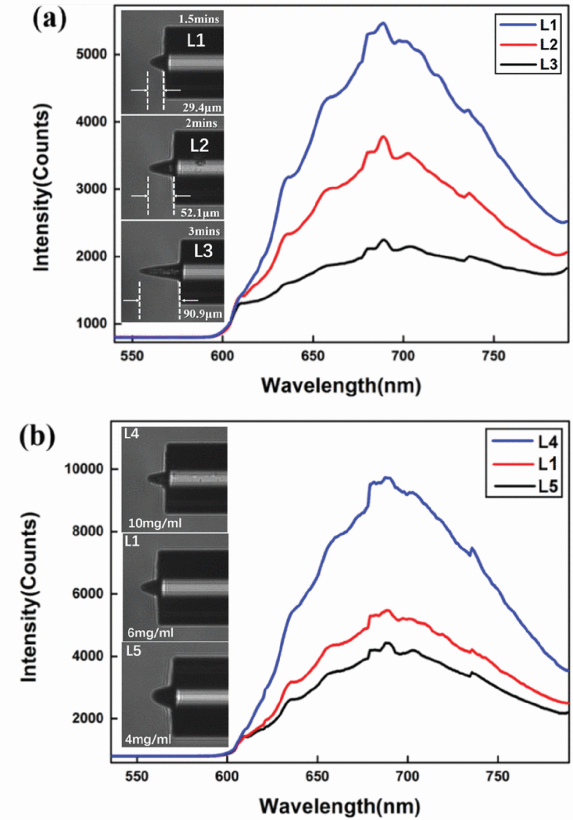 (a)
1.5mins
L1
29.4μm
2mins
L2
52.1μm
3mins
L3
90.9μm
L1
L2
L3
Intensity(Counts)
5000
4000
3000
2000
1000
550
600
650
700
750
Wavelength(nm)
(b)
L4
10mg/ml
L1
6mg/ml
L5
4mg/ml
L4
L1
L5
Intensity(Counts)
10000
8000
6000
4000
2000
550
600
650
700
750
Wavelength(nm)